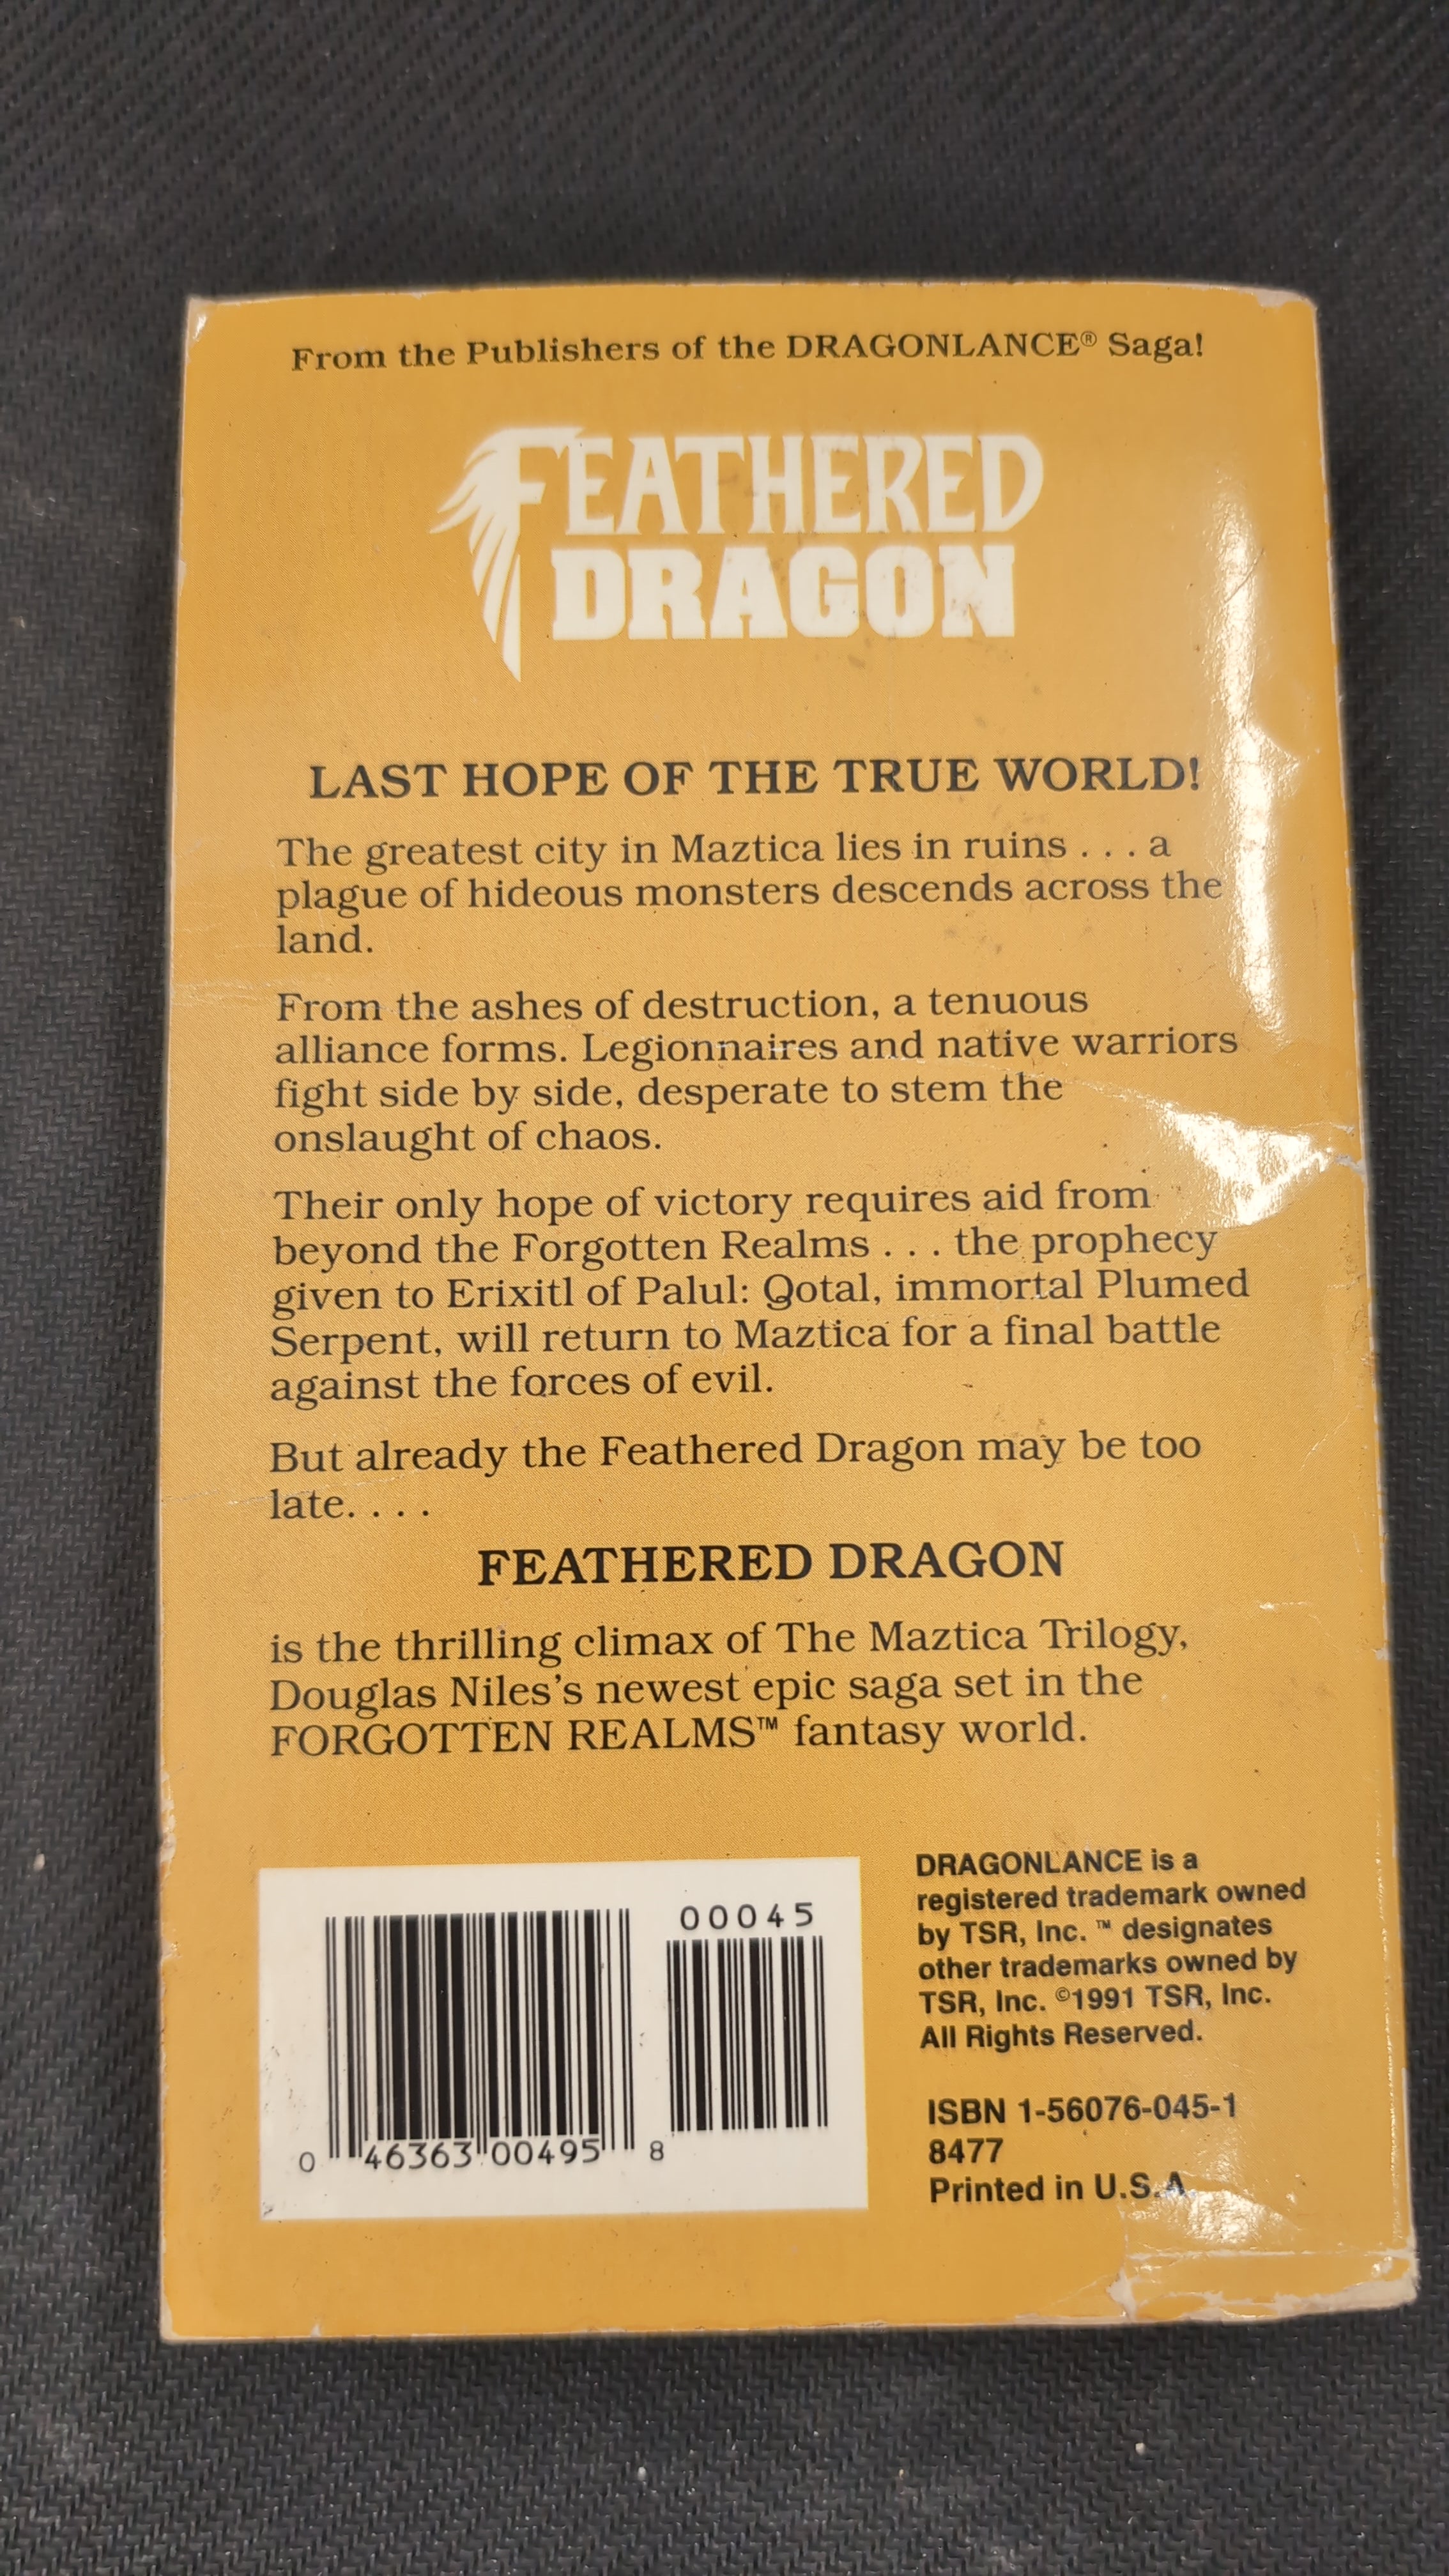 From the Publishers of the DRAGONLANCE® Saga!
FEATHERED
DRAGON
LAST HOPE OF THE TRUE WORLD!
The greatest city in Maztica lies in ruins . . . a
plague of hideous monsters descends across the
land.
From the ashes of destruction, a tenuous
alliance forms. Legionnaires and native warriors
fight side by side, desperate to stem the
onslaught of chaos.
Their only hope of victory requires aid from
beyond the Forgotten Realms . . . the prophecy
given to Erixitl of Palul: Qotal, immortal Plumed
Serpent, will return to Maztica for a final battle
against the forces of evil.
But already the Feathered Dragon may be too
late. . . .
FEATHERED DRAGON
is the thrilling climax of The Maztica Trilogy,
Douglas Niles's newest epic saga set in the
FORGOTTEN REALMS™ fantasy world.
00045
0 46363 00495 8
DRAGONLANCE is a
registered trademark owned
by TSR, Inc. ™ designates
other trademarks owned by
TSR, Inc. ©1991 TSR, Inc.
All Rights Reserved.
ISBN 1-56076-045-1
8477
Printed in U.S.A